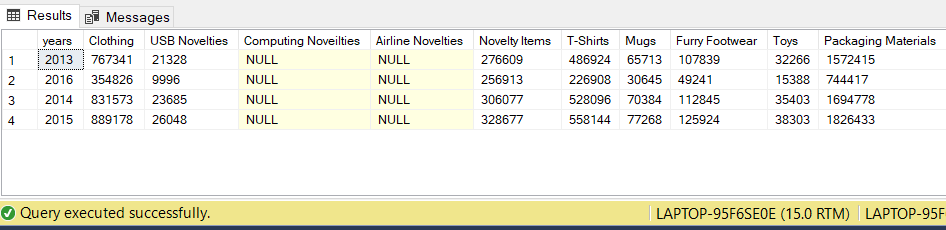 Results Messages
years Clothing USB Novelties Computing Noveilties Airline Novelties Novelty Items T-Shirts Mugs Furry Footwear Toys Packaging Materials
1 2013 767341 21328 NULL NULL 276609 486924 65713 107839 32266 1572415
2 2016 354826 9996 NULL NULL 256913 226908 30645 49241 15388 744417
3 2014 831573 23685 NULL NULL 306077 528096 70384 112845 35403 1694778
4 2015 889178 26048 NULL NULL 328677 558144 77268 125924 38303 1826433
Query executed successfully. LAPTOP-95F6SE0E (15.0 RTM) LAPTOP-95F